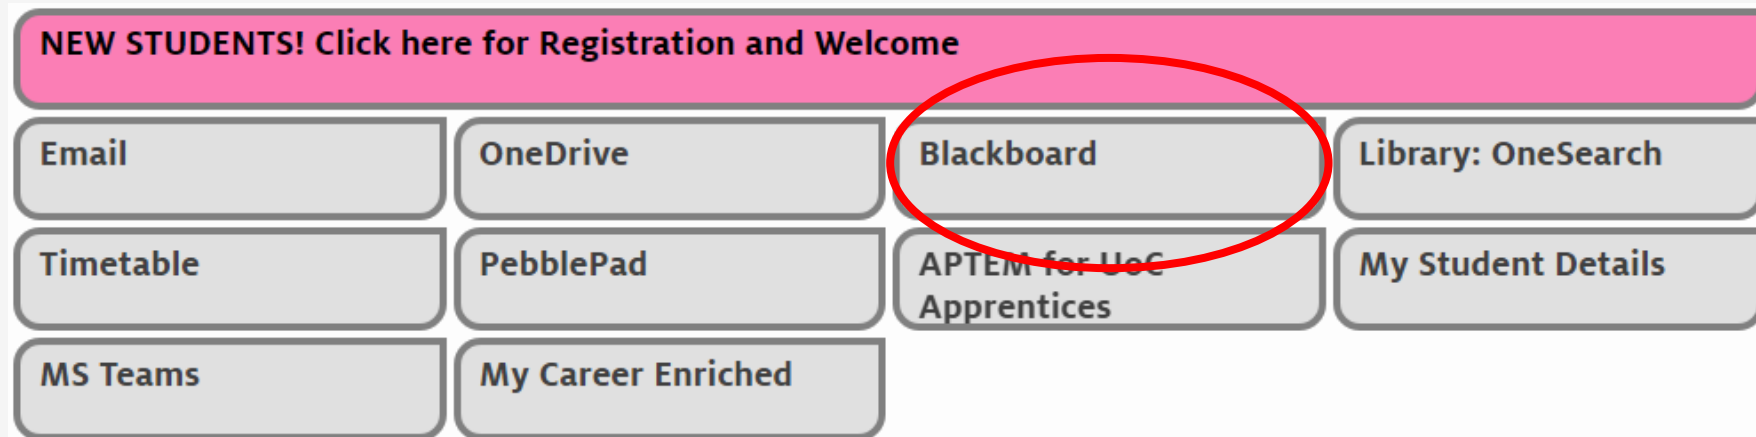 NEW STUDENTS! Click here for Registration and Welcome
Email
OneDrive
Blackboard
Library: OneSearch
Timetable
PebblePad
APTEM for UoC
Apprentices
My Student Details
MS Teams
My Career Enriched